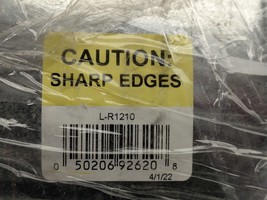 CAUTION:
SHARP EDGES
L-R1210
0 50206 92620 8
4/1/22